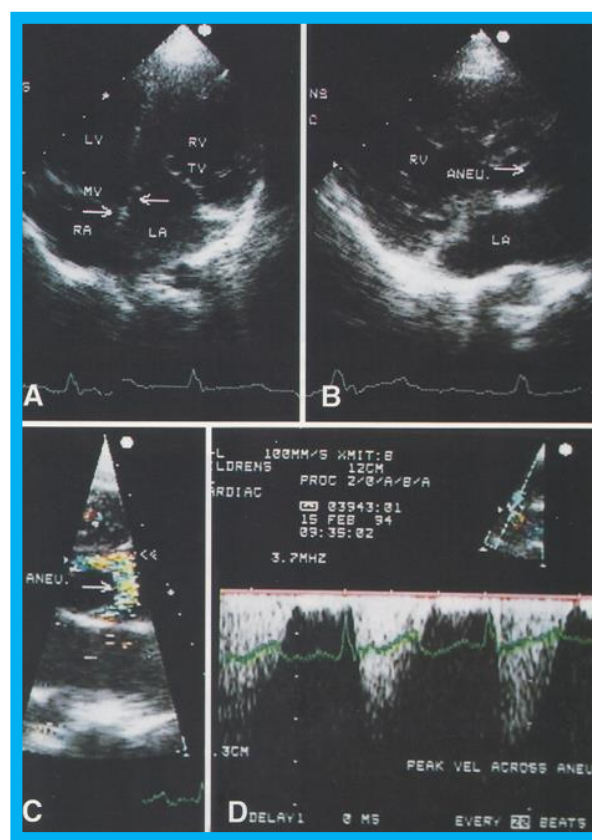 S
LV
RV
TV
MV
RA
LA
A
NS
C
RV
ANEU.
LA
B
ANEU.
C
L 100MM/S XMIT:B
LDRENS 12CM
PROC 2/0/A/B/A
ARDIAC
03943:01
15 FEB 94
09:35:02
3.7MHZ
.3CM
PEAK VEL ACROSS ANEU
D
DELAY1 0 MS EVERY 20 BEATS